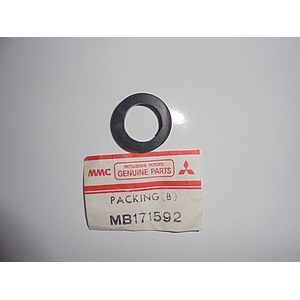 MMC
MITSUBISHI MOTORS
GENUINE PARTS
PACKING(B)
MB171592